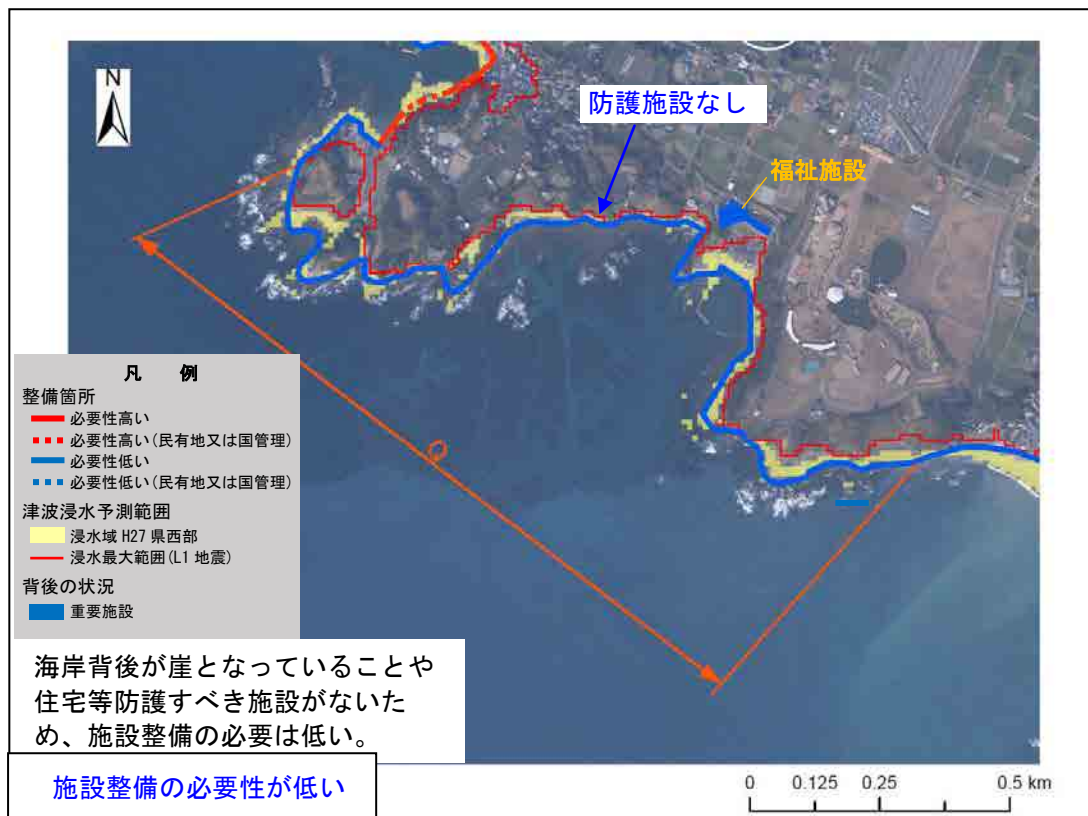 N
防護施設なし
福祉施設
凡 例
整備箇所
必要性高い
必要性高い(民有地又は国管理)
必要性低い
必要性低い(民有地又は国管理)
津波浸水予測範囲
浸水域 H27 県西部
浸水最大範囲(L1 地震)
背後の状況
重要施設
海岸背後が崖となっていることや
住宅等防護すべき施設がないた
め、施設整備の必要は低い。
施設整備の必要性が低い
0 0.125 0.25 0.5 km